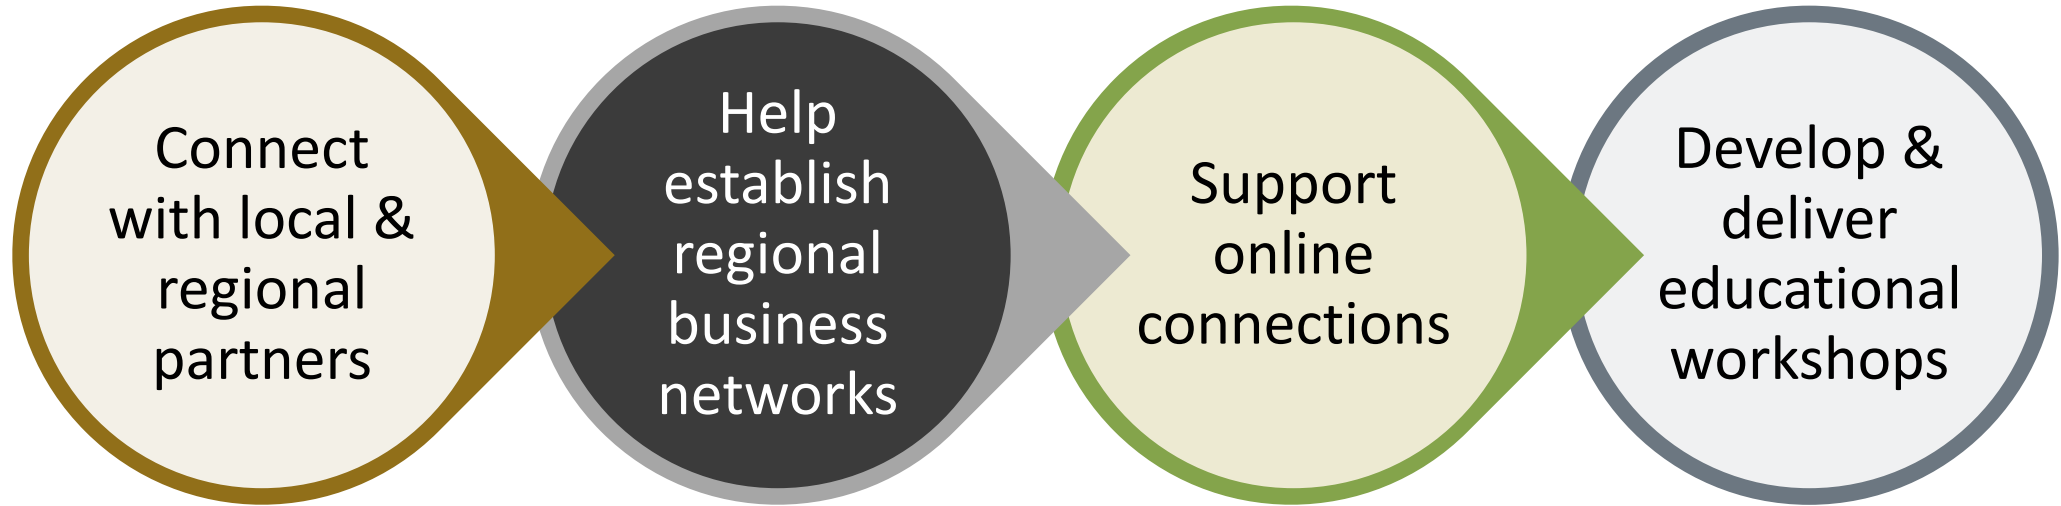 Connect
with local &
regional
partners
Help
establish
regional
business
networks
Support
online
connections
Develop &
deliver
educational
workshops